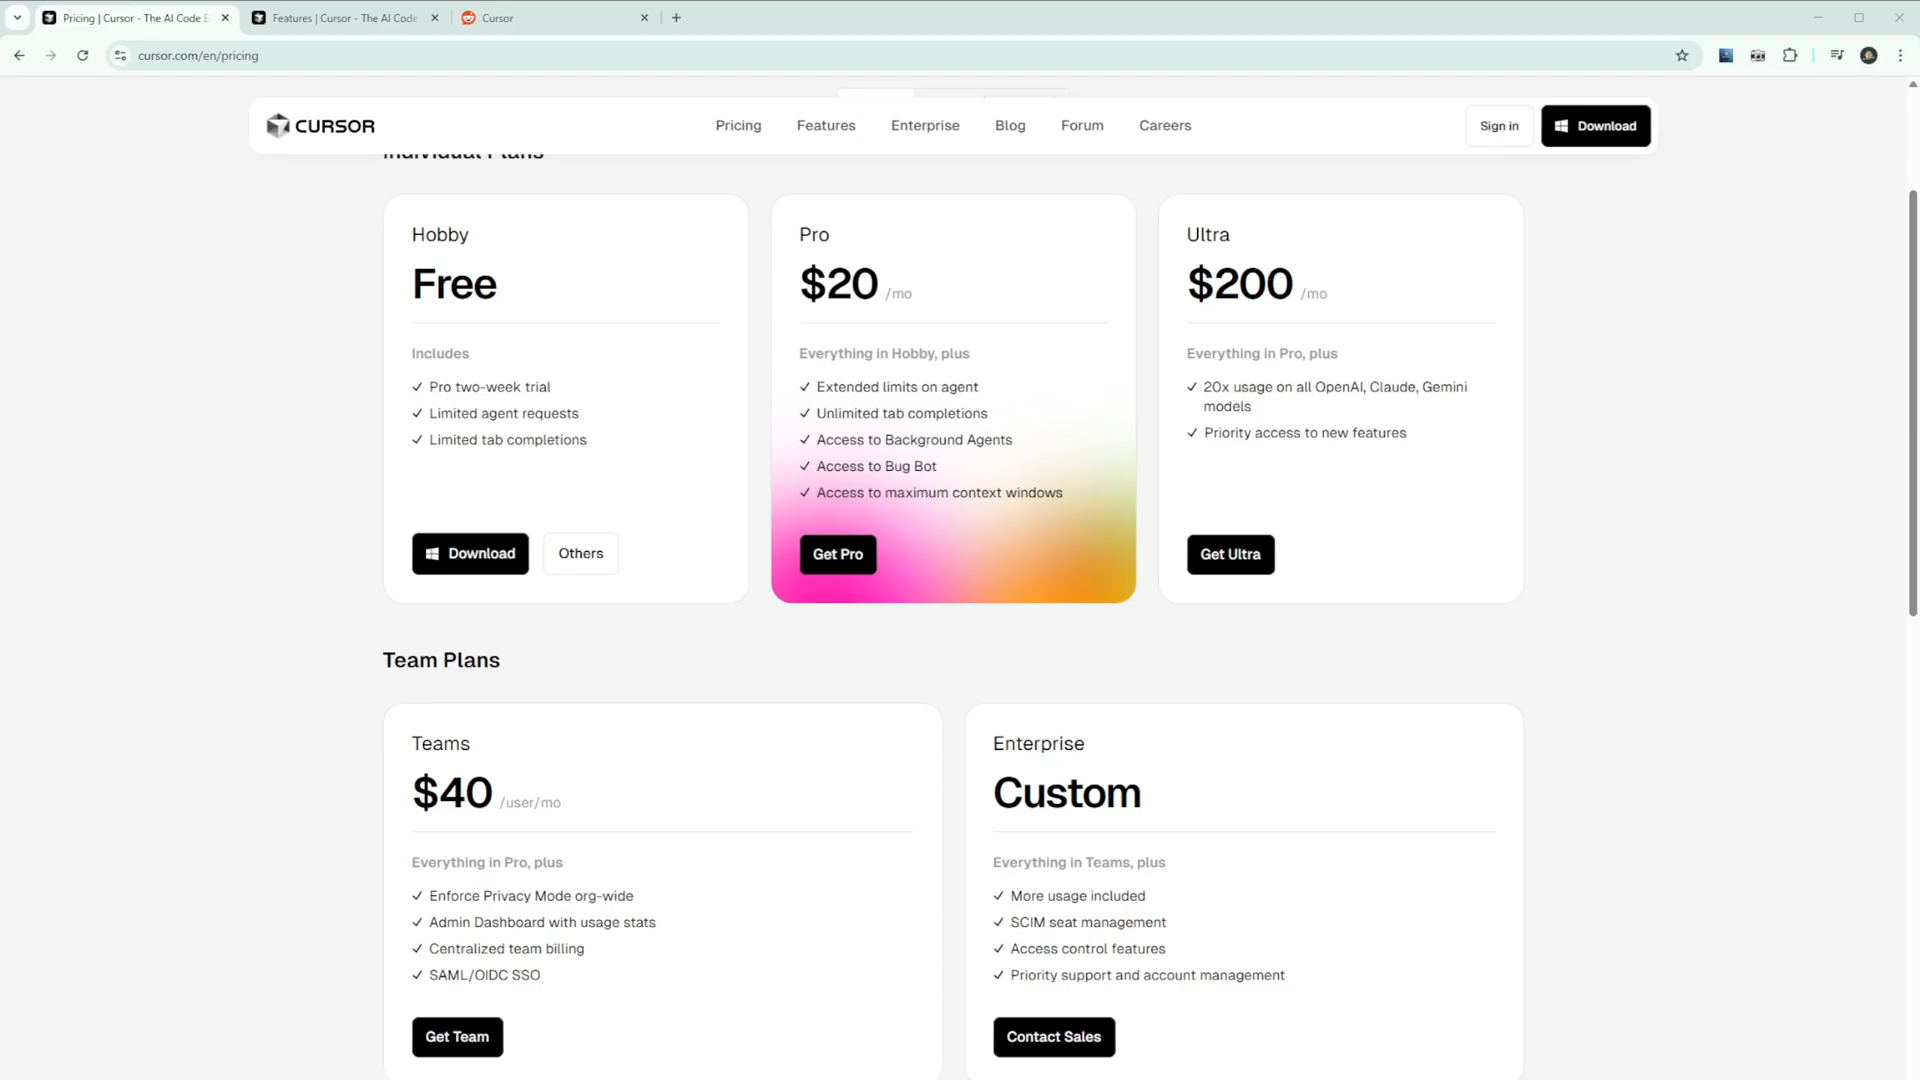 Pricing | Cursor - The AI Code E
Features | Cursor - The AI Code
Cursor
cursor.com/en/pricing
CURSOR
Pricing
Features
Enterprise
Blog
Forum
Careers
Sign in
Download
Individual Plans
Hobby
Free
Includes
Pro two-week trial
Limited agent requests
Limited tab completions
Download
Others
Pro
$20 /mo
Everything in Hobby, plus
Extended limits on agent
Unlimited tab completions
Access to Background Agents
Access to Bug Bot
Access to maximum context windows
Get Pro
Ultra
$200 /mo
Everything in Pro, plus
20x usage on all OpenAI, Claude, Gemini
models
Priority access to new features
Get Ultra
Team Plans
Teams
$40 /user/mo
Everything in Pro, plus
Enforce Privacy Mode org-wide
Admin Dashboard with usage stats
Centralized team billing
SAML/OIDC SSO
Get Team
Enterprise
Custom
Everything in Teams, plus
More usage included
SCIM seat management
Access control features
Priority support and account management
Contact Sales